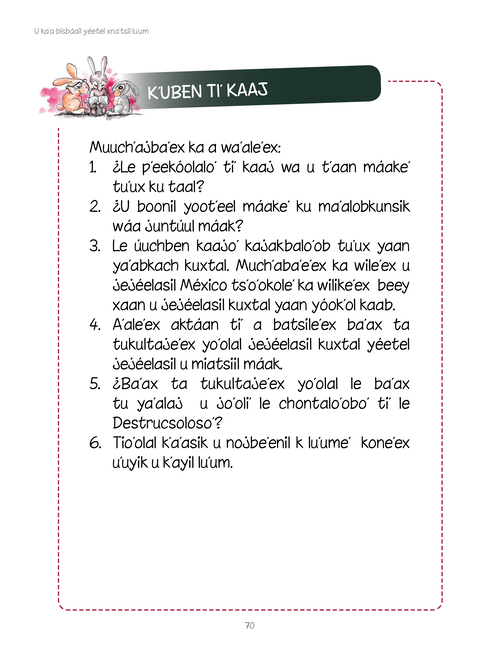 U ka'a bisbáail yéetel xna'tsil lu'um
K'UBEN TI' KAAJ
Muuch'ajba'ex ka a wa'ale'ex:
1. ¿Le p'eekóolalo' ti' kaaj wa u t'aan máake'
tu'ux ku taal?
2. ¿U boonil yoot'eel máake' ku ma'alobkunsik
wáa juntúul máak?
3. Le úuchben kaajo' kajakbalo'ob tu'ux yaan
ya'abkach kuxtal. Much'aba'e'ex ka wile'ex u
jejéelasil México ts'o'okole' ka wilike'ex beey
xaan u jejéelasil kuxtal yaan yóok'ol kaab.
4. A'ale'ex aktáan ti' a batsile'ex ba'ax ta
tukultaje'ex yo'olal jejéelasil kuxtal yéetel
jejéelasil u miatsiil máak.
5. ¿Ba'ax ta tukultaje'ex yo'olal le ba'ax
tu ya'alaj u jo'oli' le chontalo'obo' ti' le
Destrucsoloso'?
6. Tio'olal k'a'asik u nojbe'enil k lu'ume' kone'ex
u'uyik u k'ayil lu'um.
70